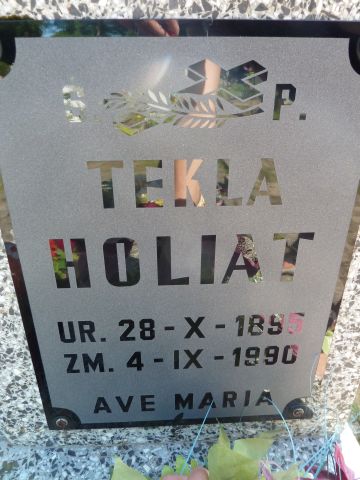 Ś. P.
TEKLA
HOLIAT
UR. 28-X-1895
ZM. 4-IX-1990
AVE MARIA